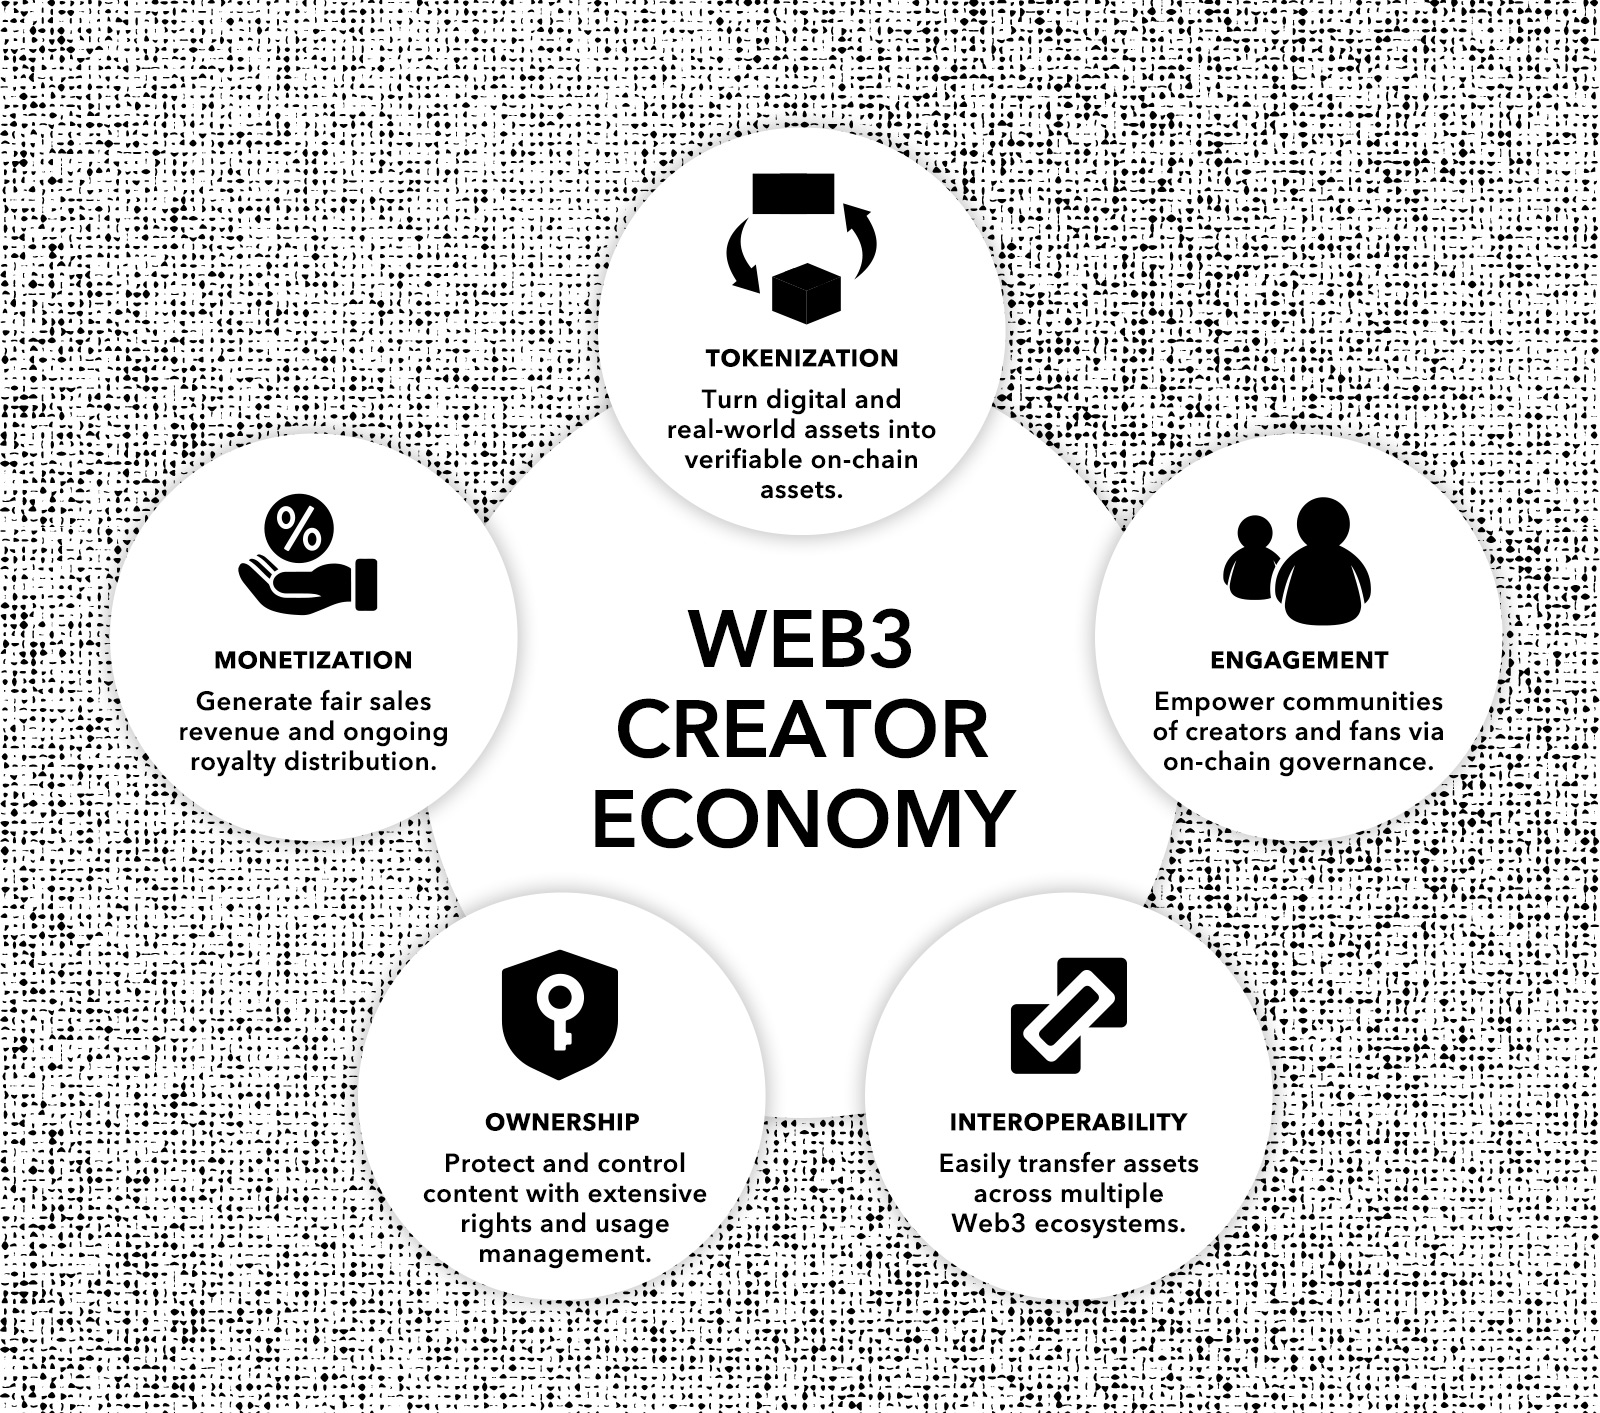 TOKENIZATION
Turn digital and
real-world assets into
verifiable on-chain
assets.
%
MONETIZATION
Generate fair sales
revenue and ongoing
royalty distribution.
WEB3
CREATOR
ECONOMY
ENGAGEMENT
Empower communities
of creators and fans via
on-chain governance.
OWNERSHIP
Protect and control
content with extensive
rights and usage
management.
INTEROPERABILITY
Easily transfer assets
across multiple
Web3 ecosystems.